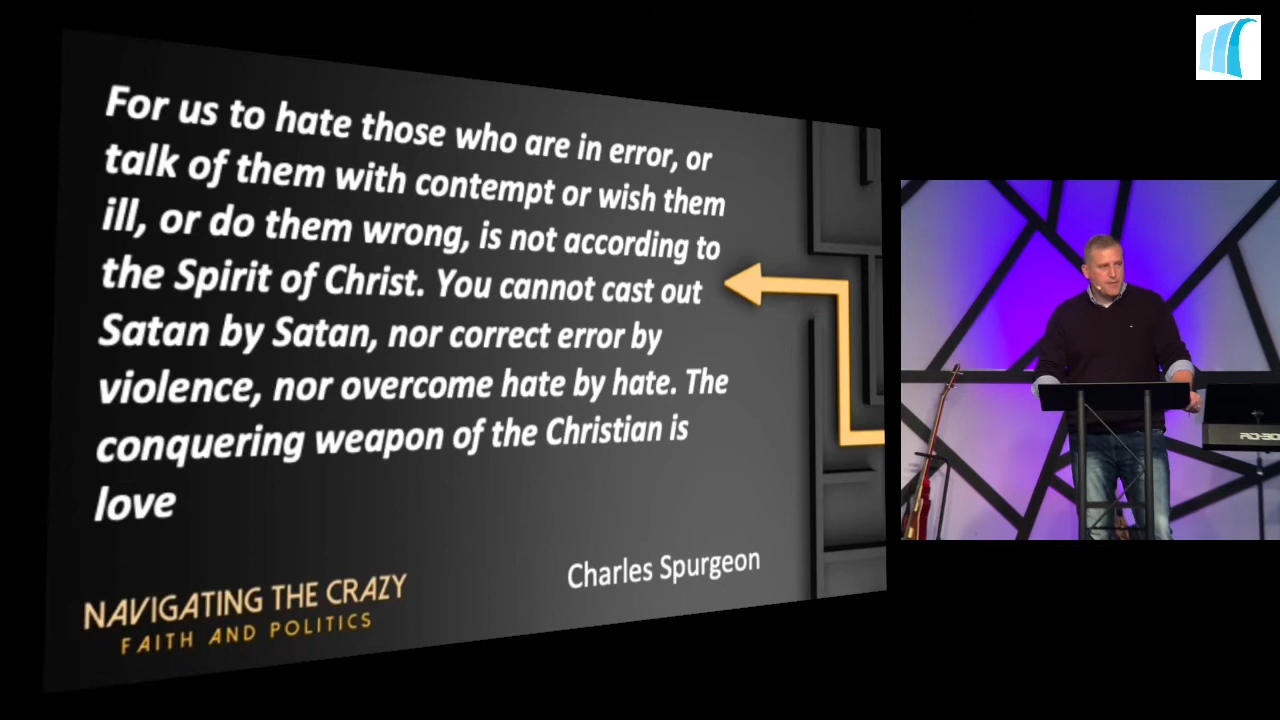 For us to hate those who are in error, or
talk of them with contempt or wish them
ill, or do them wrong, is not according to
the Spirit of Christ. You cannot cast out
Satan by Satan, nor correct error by
violence, nor overcome hate by hate. The
conquering weapon of the Christian is
love
Charles Spurgeon
NAVIGATING THE CRAZY
FAITH AND POLITICS